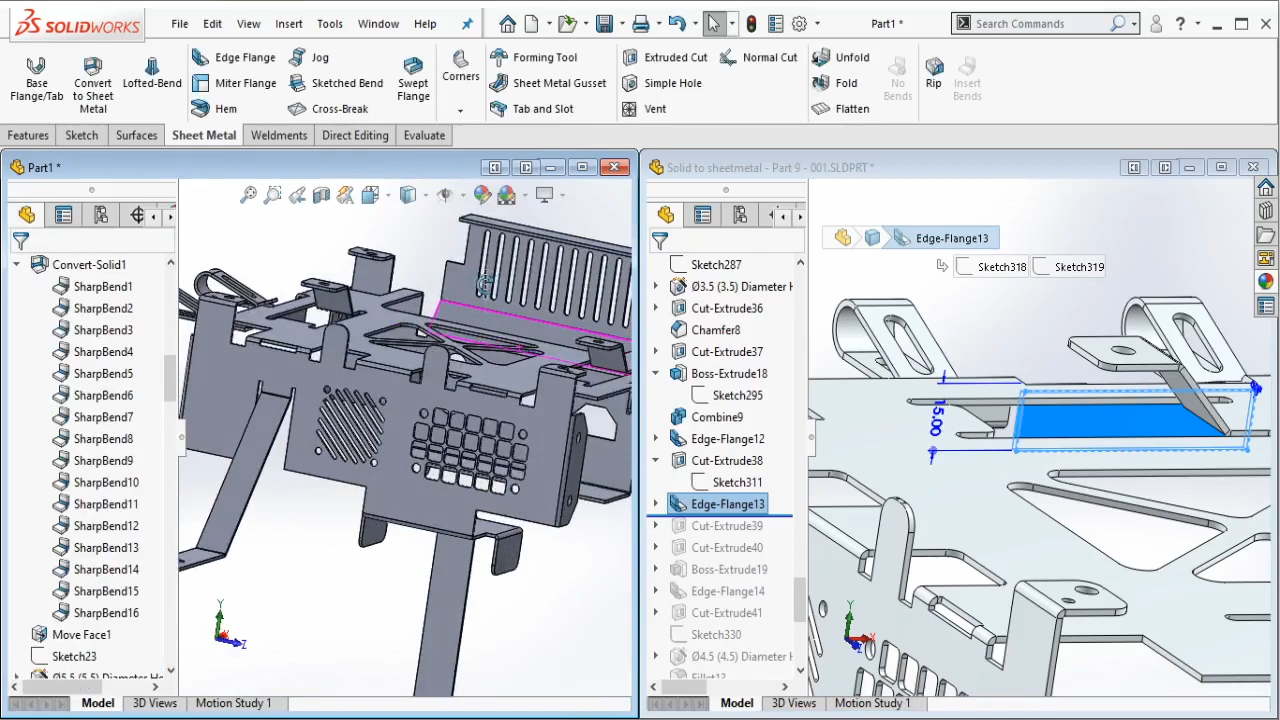 SOLIDWORKS
File Edit View Insert Tools Window Help
Part1 *
Search Commands
?
Base Flange/Tab
Convert to Sheet Metal
Lofted-Bend
Edge Flange
Miter Flange
Hem
Jog
Sketched Bend
Cross-Break
Swept Flange
Corners
Forming Tool
Sheet Metal Gusset
Tab and Slot
Extruded Cut
Simple Hole
Vent
Normal Cut
Unfold
Fold
Flatten
No Bends
Rip
Insert Bends
Features Sketch Surfaces Sheet Metal Weldments Direct Editing Evaluate
Part1 *
Convert-Solid1
SharpBend1
SharpBend2
SharpBend3
SharpBend4
SharpBend5
SharpBend6
SharpBend7
SharpBend8
SharpBend9
SharpBend10
SharpBend11
SharpBend12
SharpBend13
SharpBend14
SharpBend15
SharpBend16
Move Face1
Sketch23
Y
X
Z
Model 3D Views Motion Study 1
Solid to sheetmetal - Part 9 - 001.SLDPRT *
Sketch287
Ø3.5 (3.5) Diameter H
Cut-Extrude36
Chamfer8
Cut-Extrude37
Boss-Extrude18
Sketch295
Combine9
Edge-Flange12
Cut-Extrude38
Sketch311
Edge-Flange13
Cut-Extrude39
Cut-Extrude40
Boss-Extrude19
Edge-Flange14
Cut-Extrude41
Sketch330
Ø4.5 (4.5) Diameter H
Edge-Flange13
Sketch318 Sketch319
15.00
Y
X
Model 3D Views Motion Study 1